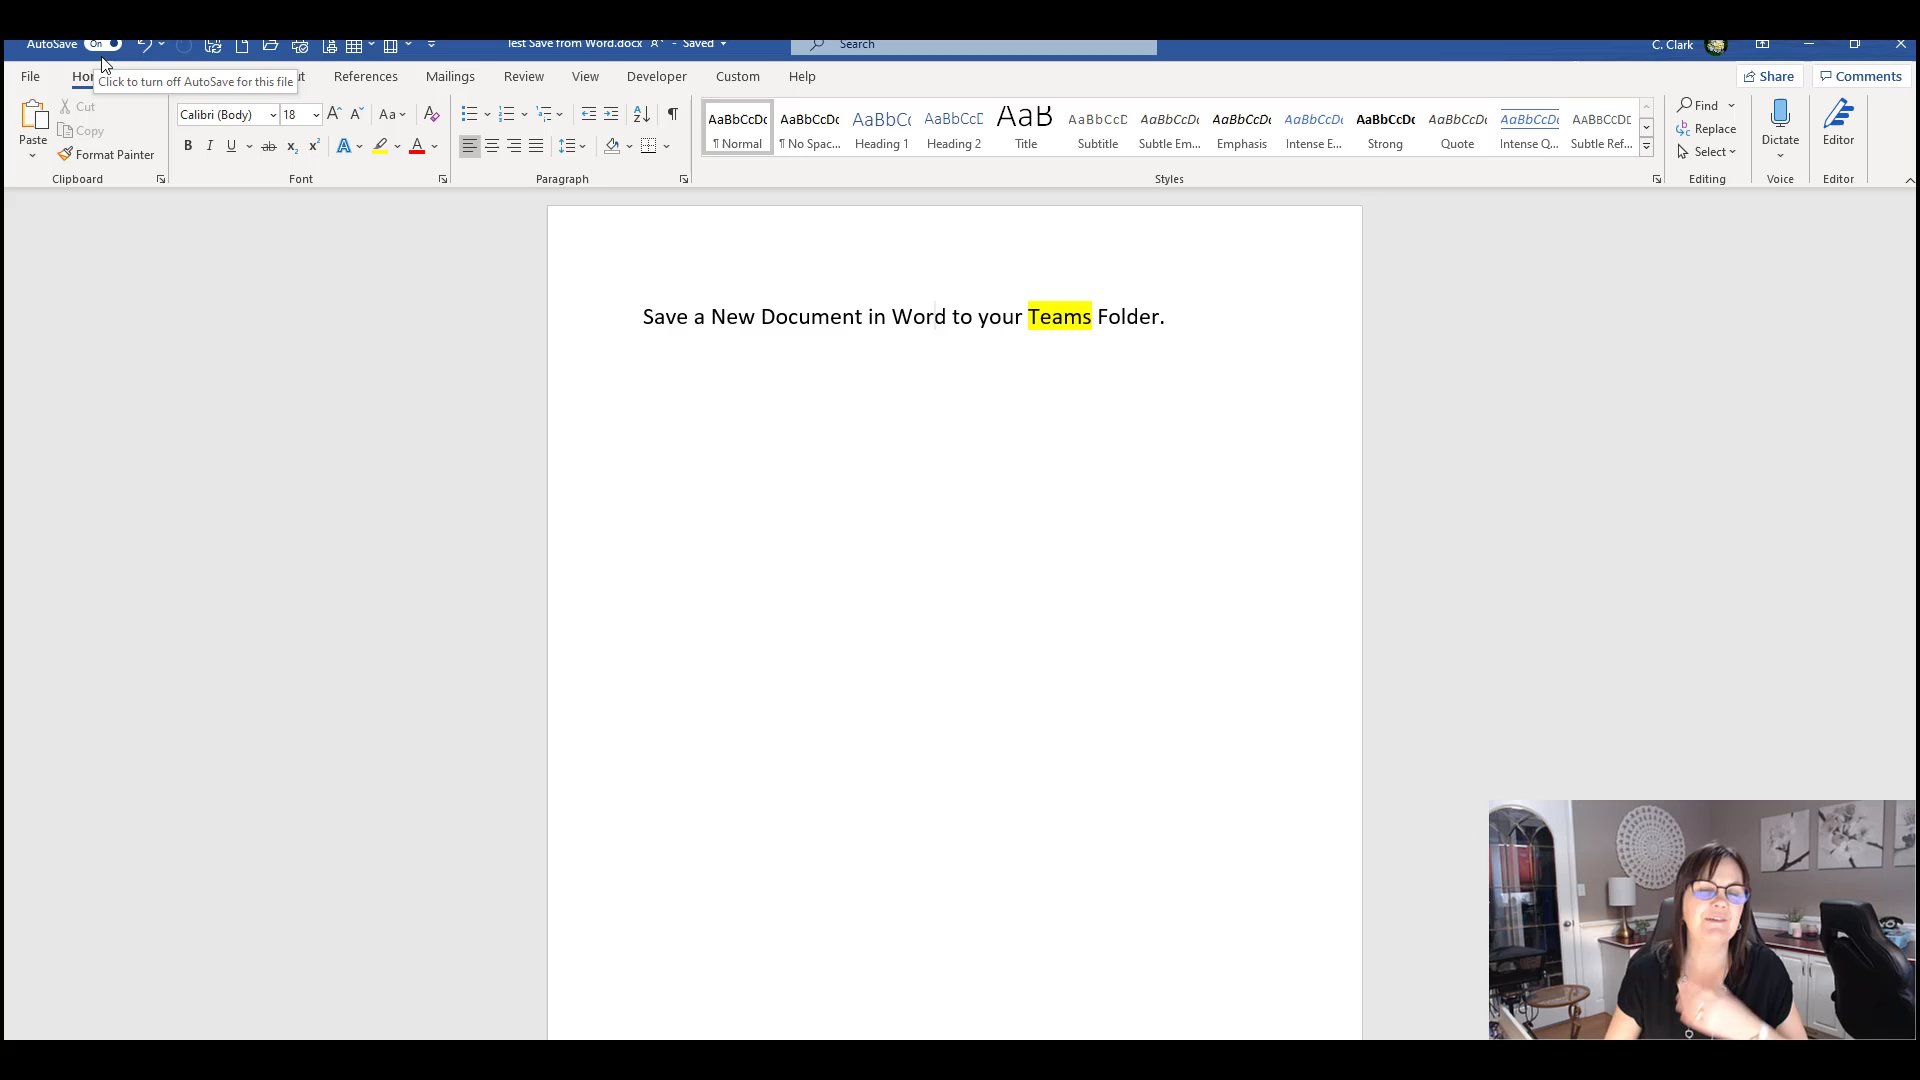 AutoSave On Test Save from Word.docx - Saved Search C. Clark
File Hon ut References Mailings Review View Developer Custom Help Share Comments
Click to turn off AutoSave for this file
Paste
Cut
Copy
Format Painter
Clipboard
Calibri (Body) 18
Font
Paragraph
AaBbCcDc AaBbCcDc AaBbCc AaBbCcC AaB AaBbCcD AaBbCcDc AaBbCcDc AaBbCcDc AaBbCcDc AaBbCcDc AaBbCcDc AABBCCDE
¶ Normal ¶ No Spac... Heading 1 Heading 2 Title Subtitle Subtle Em... Emphasis Intense E... Strong Quote Intense Q... Subtle Ref...
Styles
Find
Replace
Select
Editing
Dictate
Voice
Editor
Editor
Save a New Document in Word to your Teams Folder.